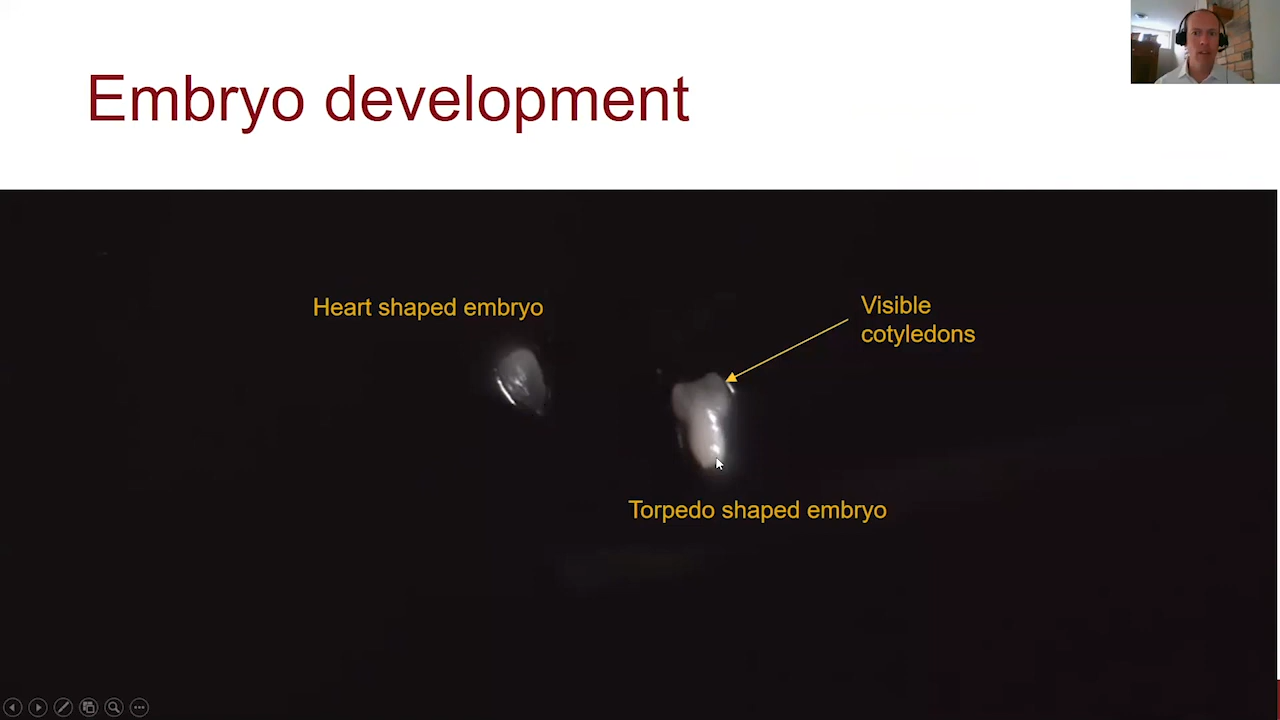 Embryo development
Heart shaped embryo
Visible
cotyledons
Torpedo shaped embryo